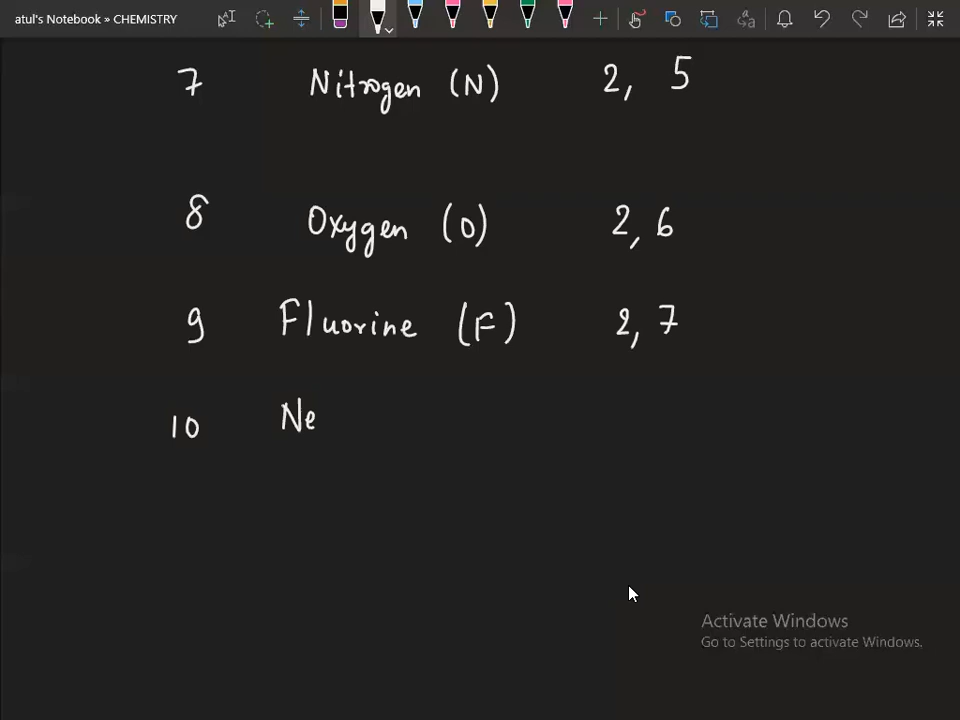 atul's Notebook » CHEMISTRY
7 Nitrogen (N) 2, 5
8 Oxygen (O) 2, 6
9 Fluorine (F) 2, 7
10 Ne
Activate Windows
Go to Settings to activate Windows.